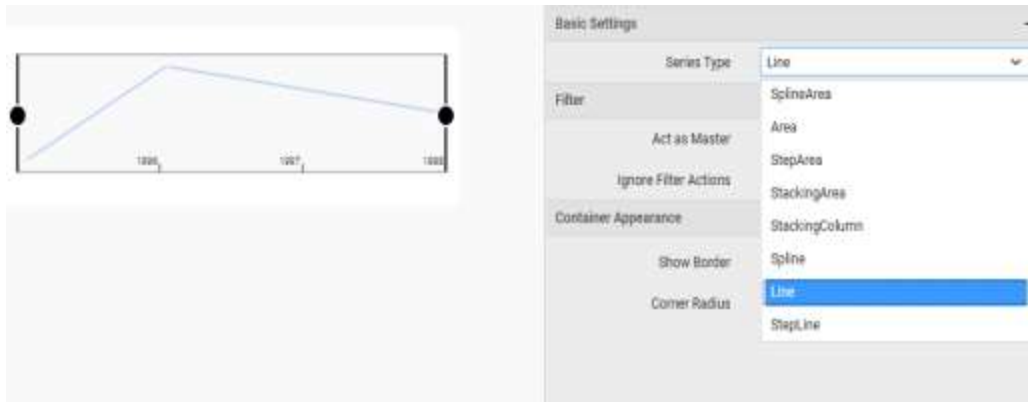 1996
1997
1998
Basic Settings
Series Type
Line
Filter
SplineArea
Area
Act as Master
StepArea
Ignore Filter Actions
StackingArea
Container Appearance
StackingColumn
Show Border
Spline
Line
Corner Radius
StepLine